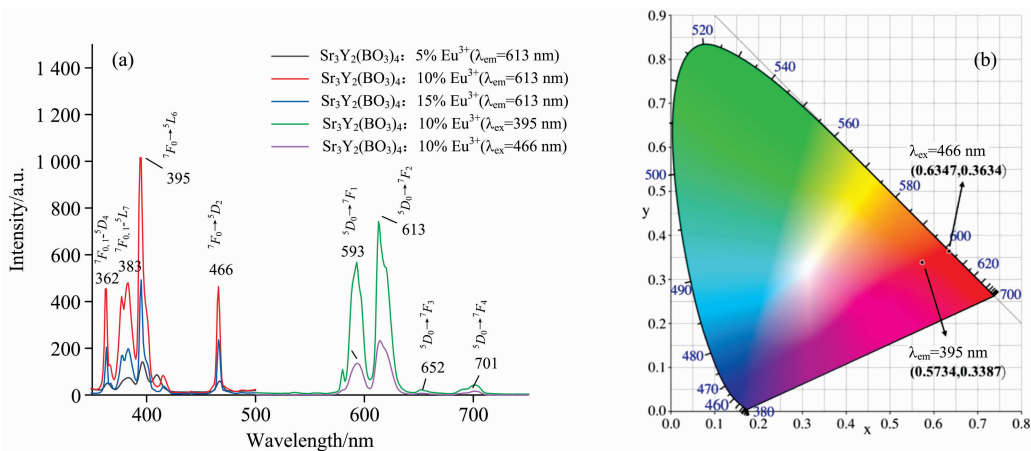 (a)
Intensity/a.u.
1 400
1 200
1 000
800
600
400
200
0
400
500
600
700
Wavelength/nm
Sr₃Y₂(BO₃)₄: 5% Eu³⁺(λem=613 nm)
Sr₃Y₂(BO₃)₄: 10% Eu³⁺(λem=613 nm)
Sr₃Y₂(BO₃)₄: 15% Eu³⁺(λem=613 nm)
Sr₃Y₂(BO₃)₄: 10% Eu³⁺(λex=395 nm)
Sr₃Y₂(BO₃)₄: 10% Eu³⁺(λex=466 nm)
⁷F₀,₁→⁵D₄
362
⁷F₀,₁→⁵L₇
383
⁷F₀→⁵L₆
395
⁷F₀→⁵D₂
466
⁵D₀→⁷F₁
593
⁵D₀→⁷F₂
613
⁵D₀→⁷F₃
652
⁵D₀→⁷F₄
701
(b)
y
0.9
0.8
0.7
0.6
0.5
0.4
0.3
0.2
0.1
0.0
0.0
0.1
0.2
0.3
0.4
0.5
0.6
0.7
0.8
x
520
540
560
580
600
620
700
500
490
480
470
460
380
λex=466 nm
(0.6347,0.3634)
λem=395 nm
(0.5734,0.3387)